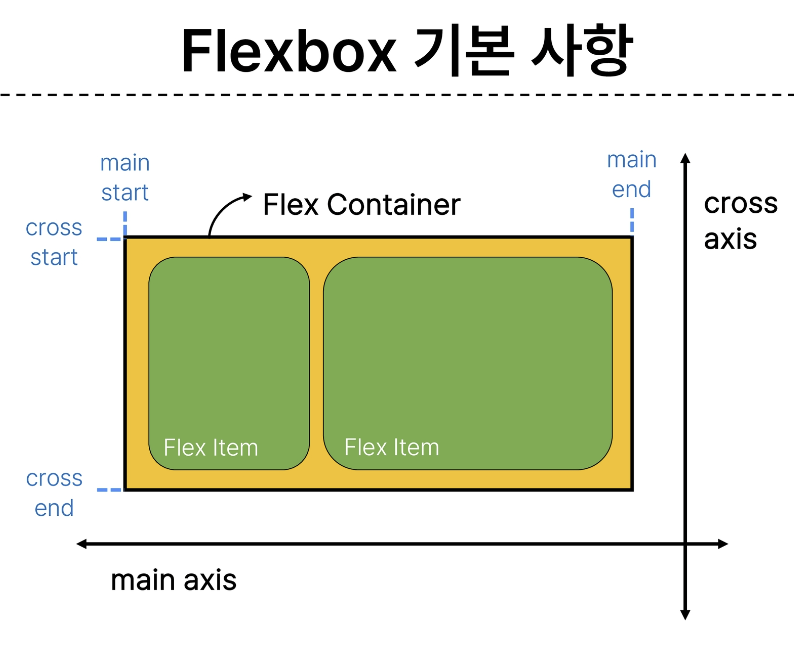 Flexbox 기본 사항
main
start
main
end
Flex Container
cross
axis
cross
start
Flex Item
Flex Item
cross
end
main axis